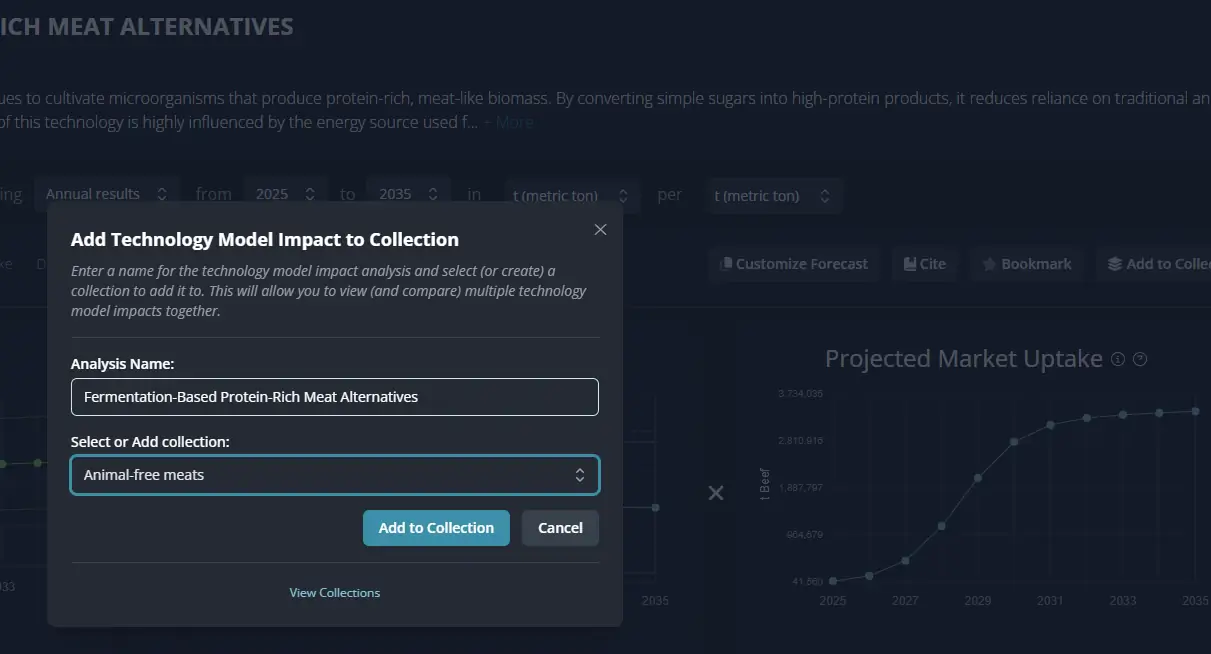 RICH MEAT ALTERNATIVES
ues to cultivate microorganisms that produce protein-rich, meat-like biomass. By converting simple sugars into high-protein products, it reduces reliance on traditional an
of this technology is highly influenced by the energy source used f... + More
ing Annual results from 2025 to 2035 in t (metric ton) per t (metric ton)
Add Technology Model Impact to Collection
Enter a name for the technology model impact analysis and select (or create) a
collection to add it to. This will allow you to view (and compare) multiple technology
model impacts together.
ke D
Customize Forecast Cite Bookmark Add to Colle
Analysis Name:
Fermentation-Based Protein-Rich Meat Alternatives
Select or Add collection:
Animal-free meats
Add to Collection Cancel
View Collections
033
2035
Projected Market Uptake
t Beef
3,734,035
2,810,916
1,887,797
964,679
41,560
2025 2027 2029 2031 2033 2035